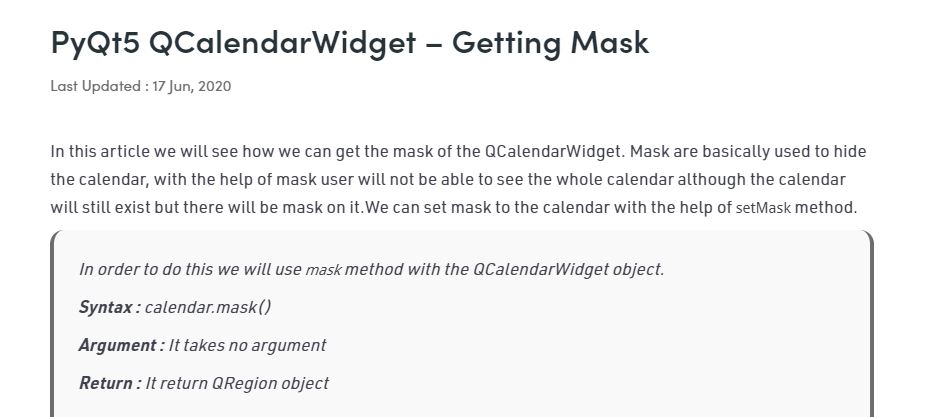 PyQt5 QCalendarWidget – Getting Mask
Last Updated : 17 Jun, 2020
In this article we will see how we can get the mask of the QCalendarWidget. Mask are basically used to hide
the calendar, with the help of mask user will not be able to see the whole calendar although the calendar
will still exist but there will be mask on it.We can set mask to the calendar with the help of setMask method.
In order to do this we will use mask method with the QCalendarWidget object.
Syntax : calendar.mask()
Argument : It takes no argument
Return : It return QRegion object